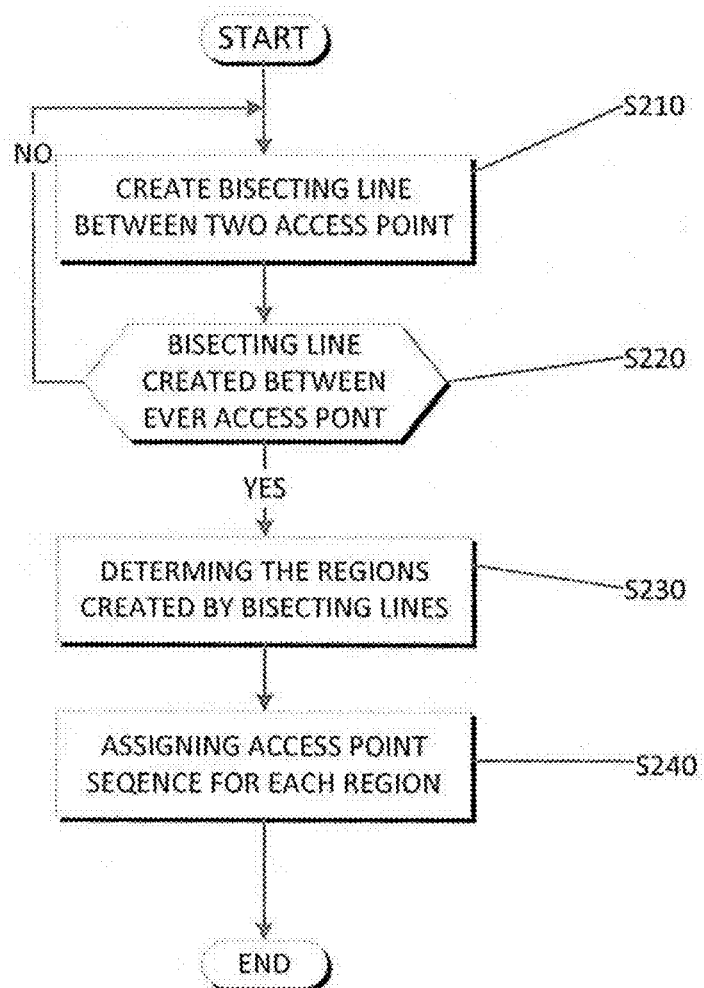 START
S210
NO
CREATE BISECTING LINE
BETWEEN TWO ACCESS POINT
BISECTING LINE
CREATED BETWEEN
EVER ACCESS PONT
S220
YES
DETERMING THE REGIONS
CREATED BY BISECTING LINES
S230
ASSIGNING ACCESS POINT
SEQENCE FOR EACH REGION
S240
END